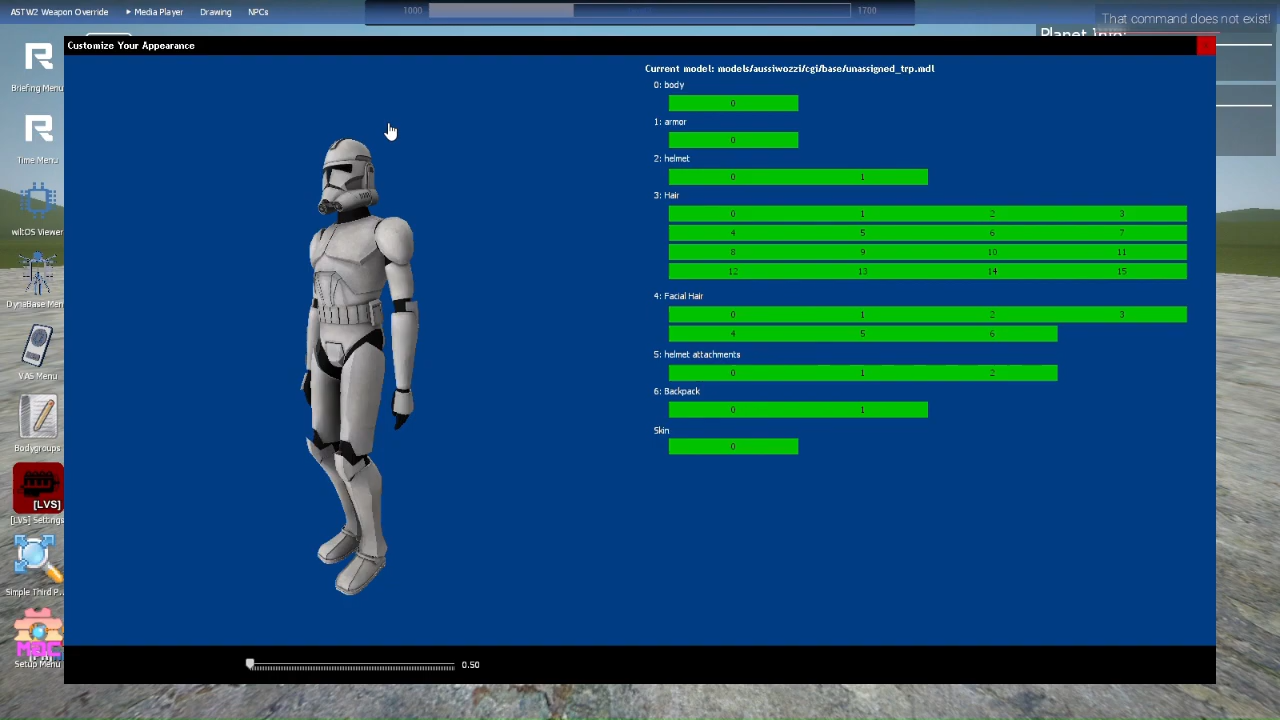 ASTW2 Weapon Override ▸ Media Player Drawing NPCs
1000 1700
That command does not exist!
Planet Info:
Customize Your Appearance
Briefing Menu
Time Menu
wiltOS Viewer
DynaBase Men
VAS Menu
Bodygroups
[LVS]
[LVS] Settings
Simple Third P...
Setup Menu
Current model: models/aussiwozzi/cgi/base/unassigned_trp.mdl
0: body
0
1: armor
0
2: helmet
0 1
3: Hair
0 1 2 3
4 5 6 7
8 9 10 11
12 13 14 15
4: Facial Hair
0 1 2 3
4 5 6
5: helmet attachments
0 1 2
6: Backpack
0 1
Skin
0
0.50